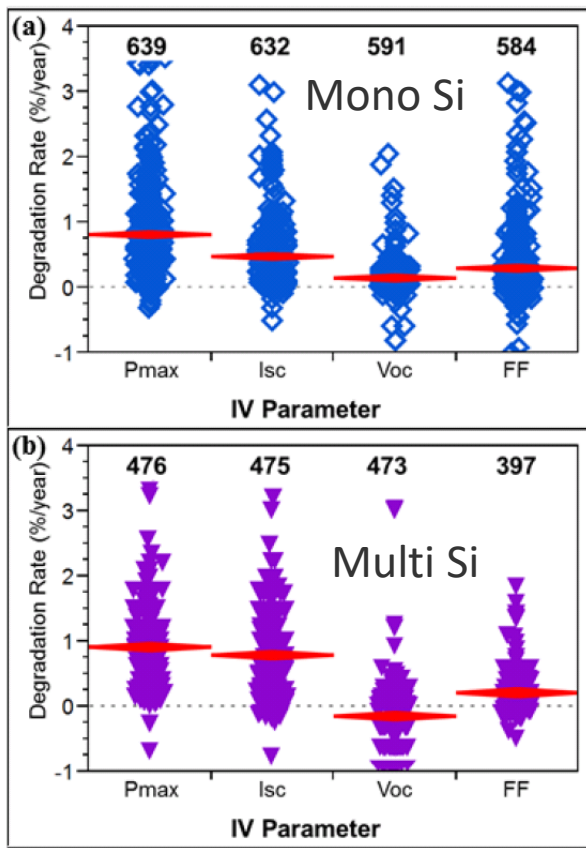 (a)
4
639 632 591 584
Mono Si
3
2
1
0
-1
Degradation Rate (%/year)
Pmax Isc Voc FF
IV Parameter
(b)
4
476 475 473 397
3
Multi Si
2
1
0
-1
Degradation Rate (%/year)
Pmax Isc Voc FF
IV Parameter